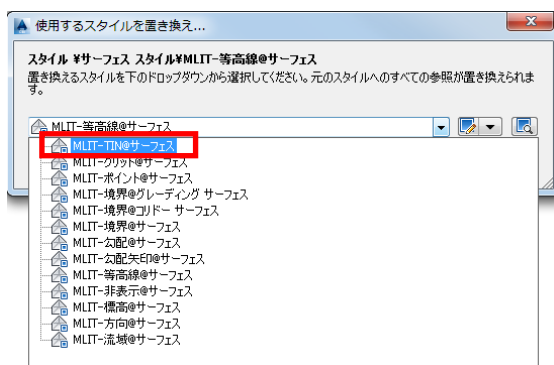 使用するスタイルを置き換え...
スタイル ¥サーフェス スタイル¥MLIT-等高線@サーフェス
置き換えるスタイルを下のドロップダウンから選択してください。元のスタイルへのすべての参照が置き換えられま
す。
MLIT-等高線@サーフェス
MLIT-TIN@サーフェス
MLIT-グリッド@サーフェス
MLIT-ポイント@サーフェス
MLIT-境界@グレーディング サーフェス
MLIT-境界@コリドー サーフェス
MLIT-境界@サーフェス
MLIT-勾配@サーフェス
MLIT-勾配矢印@サーフェス
MLIT-等高線@サーフェス
MLIT-非表示@サーフェス
MLIT-標高@サーフェス
MLIT-方向@サーフェス
MLIT-流域@サーフェス